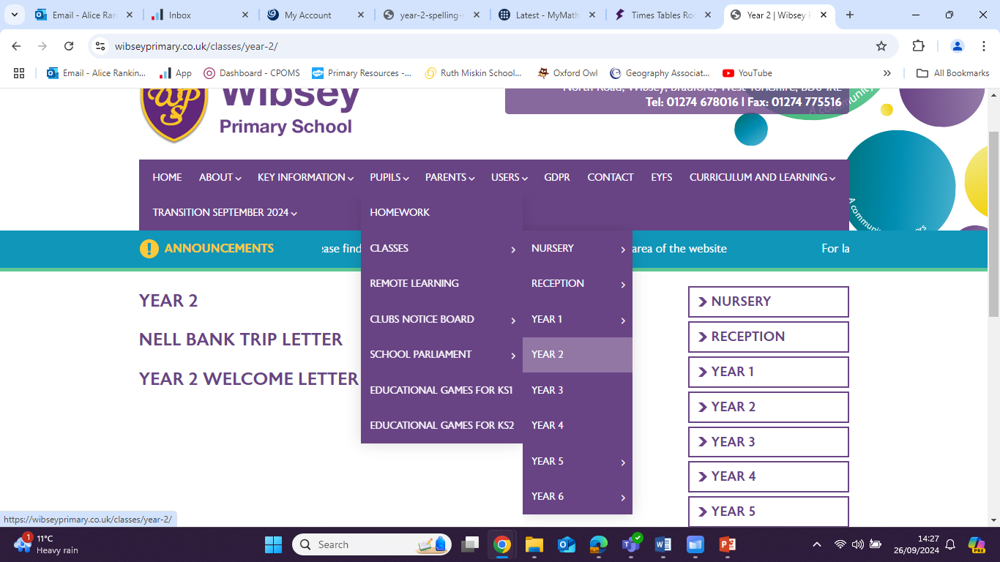 Email - Alice Ran
Inbox
My Account
year-2-spelling-
Latest - MyMath
Times Tables Roc
Year 2 | Wibsey P
wibseyprimary.co.uk/classes/year-2/
Email - Alice Rankin...
App
Dashboard - CPOMS
Primary Resources -...
Ruth Miskin School...
Oxford Owl
Geography Associat...
YouTube
All Bookmarks
North Road, Wibsey, Bradford, West Yorkshire, BD6 1RL
Tel: 01274 678016 | Fax: 01274 775516
WPS
Wibsey
Primary School
A community
HOME ABOUT KEY INFORMATION PUPILS PARENTS USERS GDPR CONTACT EYFS CURRICULUM AND LEARNING
TRANSITION SEPTEMBER 2024
ANNOUNCEMENTS
ease find
area of the website
For la
HOMEWORK
CLASSES
REMOTE LEARNING
CLUBS NOTICE BOARD
SCHOOL PARLIAMENT
EDUCATIONAL GAMES FOR KS1
EDUCATIONAL GAMES FOR KS2
NURSERY
RECEPTION
YEAR 1
YEAR 2
YEAR 3
YEAR 4
YEAR 5
YEAR 6
YEAR 2
NELL BANK TRIP LETTER
YEAR 2 WELCOME LETTER
NURSERY
RECEPTION
YEAR 1
YEAR 2
YEAR 3
YEAR 4
YEAR 5
https://wibseyprimary.co.uk/classes/year-2/
1
11°C
Heavy rain
Search
14:27
26/09/2024
PRE